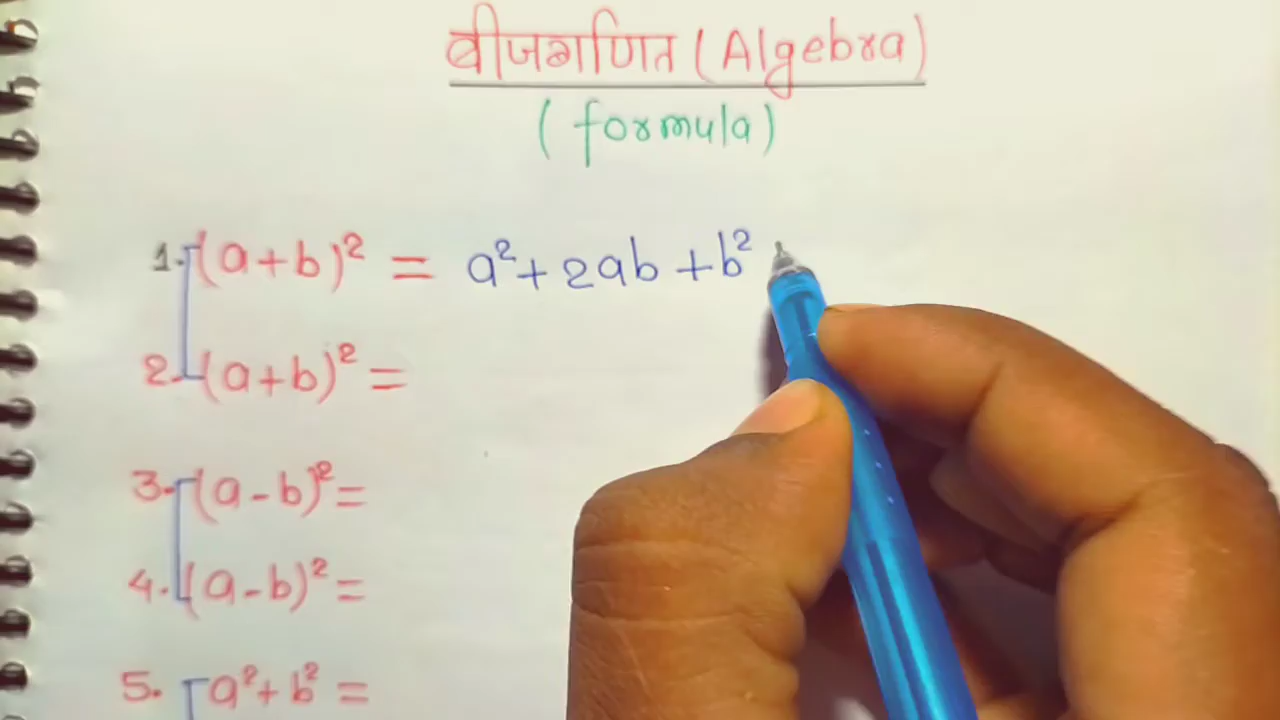 बीजगणित (Algebra)
(formula)
1. (a+b)² = a²+2ab+b²
2. (a+b)² =
3. (a-b)² =
4. (a-b)² =
5. a²+b² =